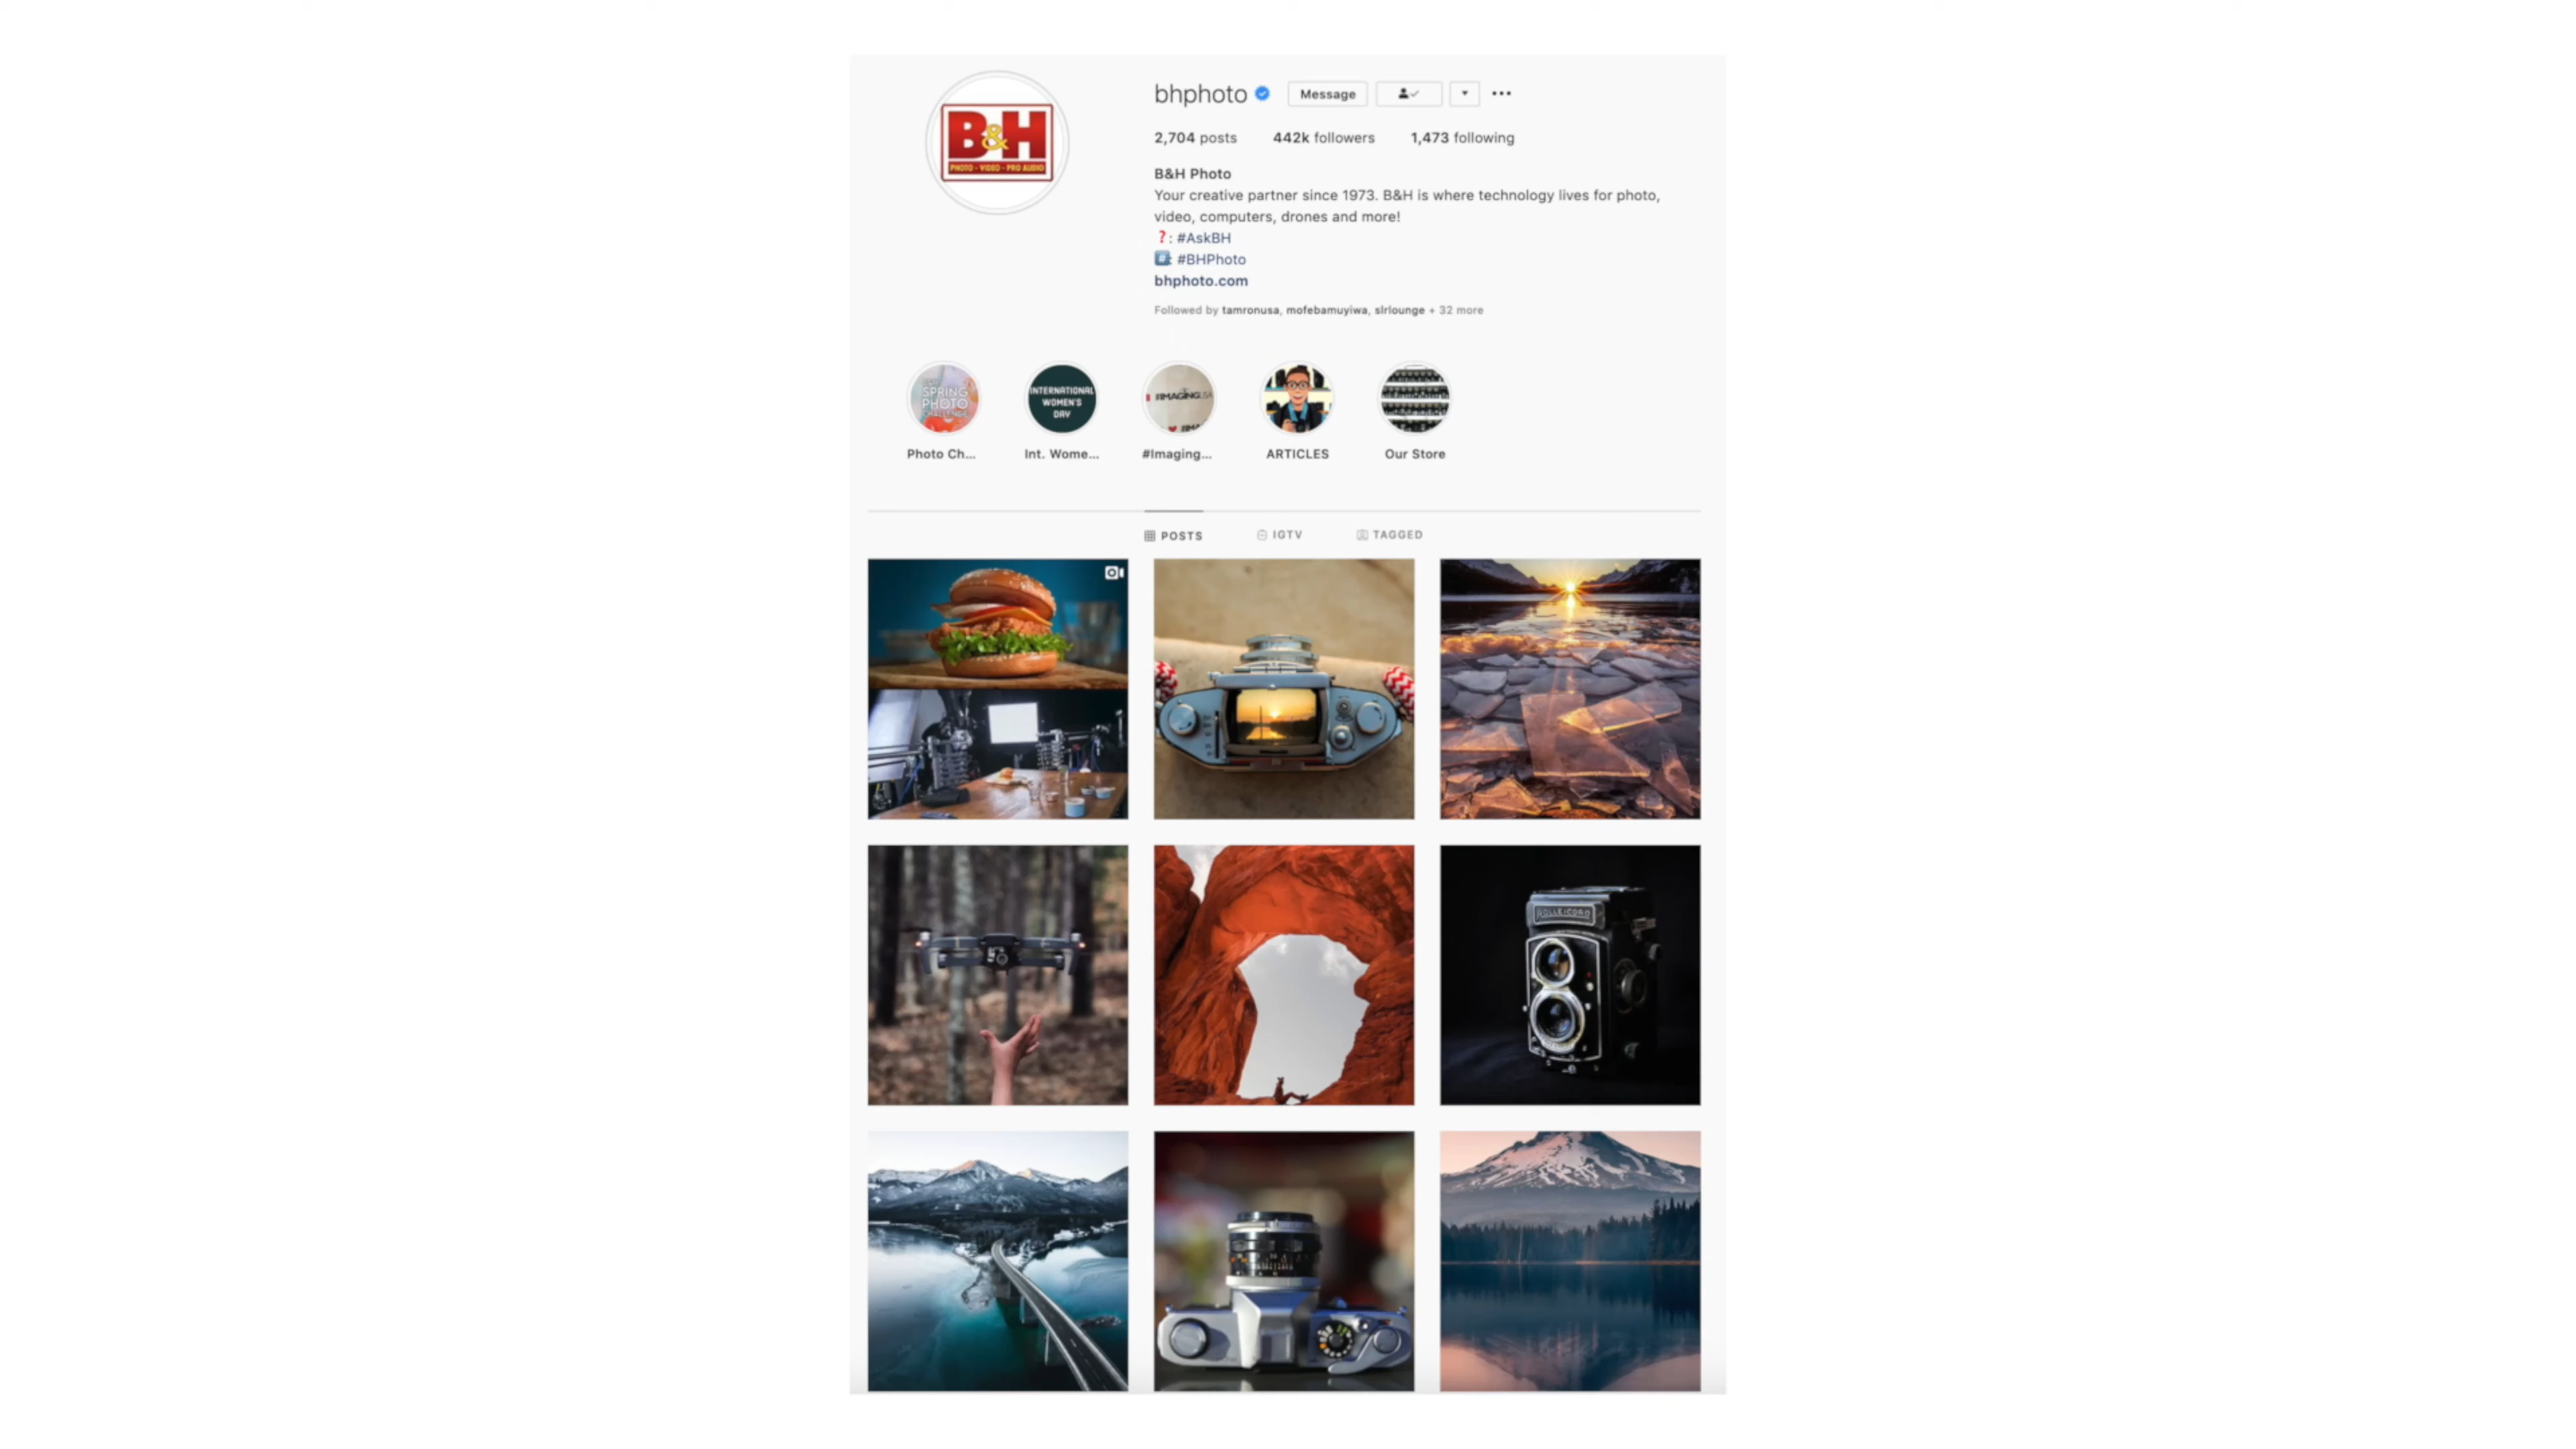 B&H
PHOTO - VIDEO - PRO AUDIO
bhphoto Message
2,704 posts 442k followers 1,473 following
B&H Photo
Your creative partner since 1973. B&H is where technology lives for photo,
video, computers, drones and more!
❓: #AskBH
#️⃣: #BHPhoto
bhphoto.com
Followed by tamronusa, mofebamuyiwa, slrlounge + 32 more
SPRING
PHOTO
CHALLENGE
INTERNATIONAL
WOMEN'S
DAY
#IMAGINGUSA
Photo Ch... Int. Wome... #Imaging... ARTICLES Our Store
POSTS IGTV TAGGED
ROLLEICORD